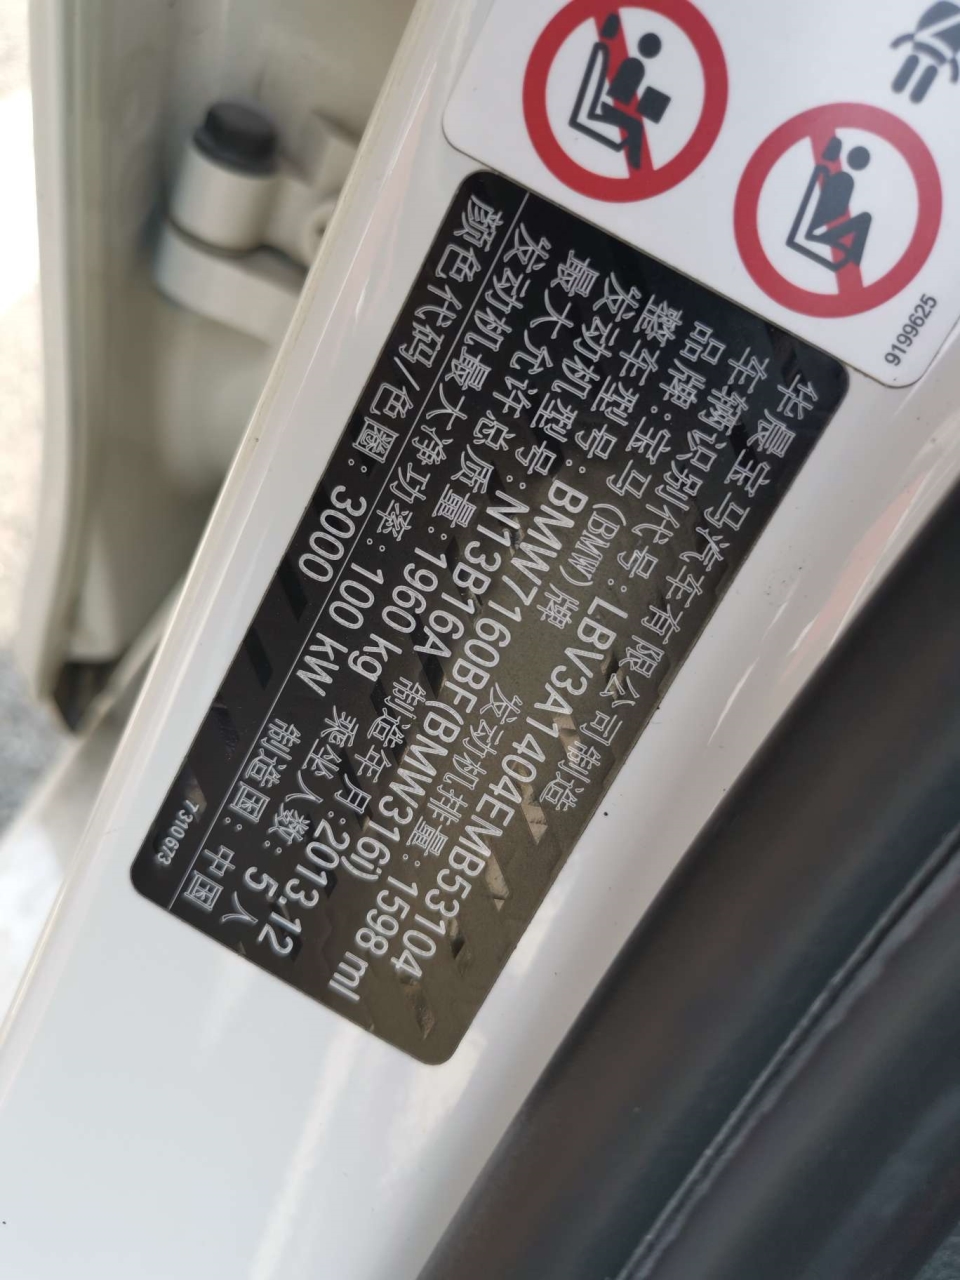 华晨宝马汽车有限公司制造
车辆识别代号: LBV3A1404EMB53104
品牌: 宝马(BMW)牌 发动机排量: 1598 ml
整车型号: BMW7160BF(BMW316i)
发动机型号: N13B16A 制造年月: 2013.12
最大允许总质量: 1960 kg 乘坐人数: 5 人
发动机最大净功率: 100 kW 制造国: 中国
颜色代码/色圈: 3000
7310673
9199625